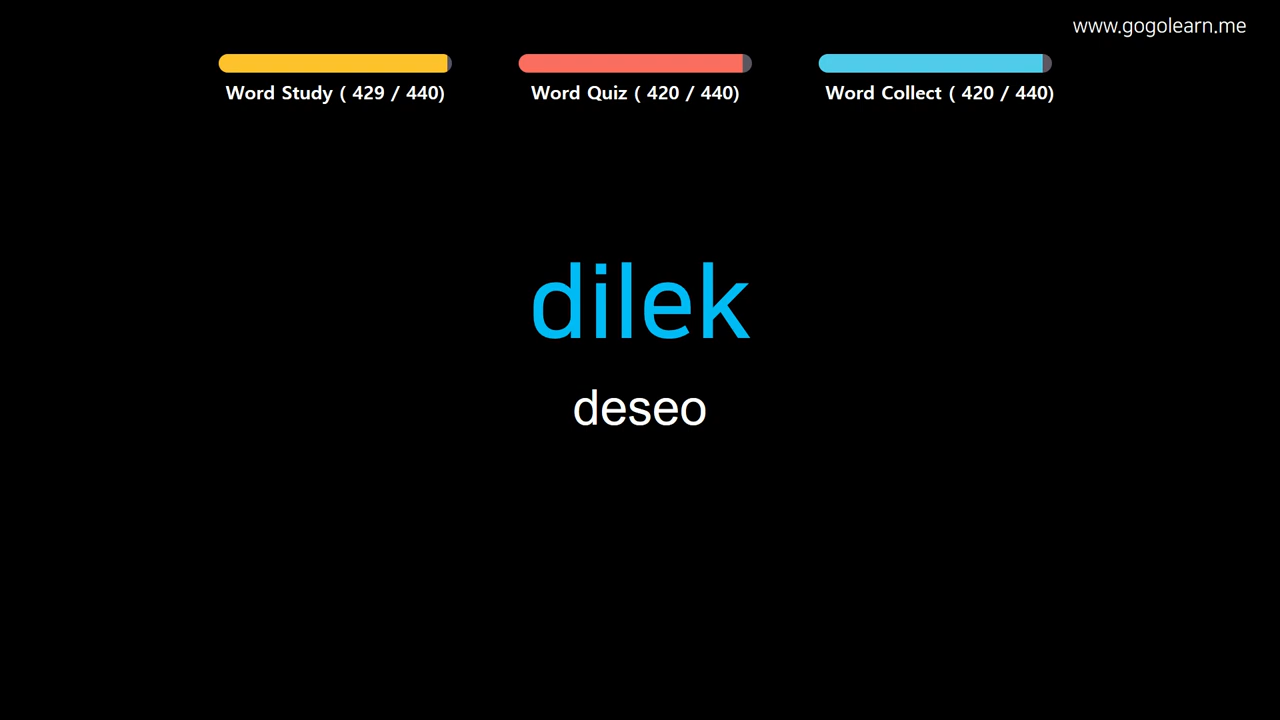 www.gogolearn.me
Word Study ( 429 / 440)
Word Quiz ( 420 / 440)
Word Collect ( 420 / 440)
dilek
deseo